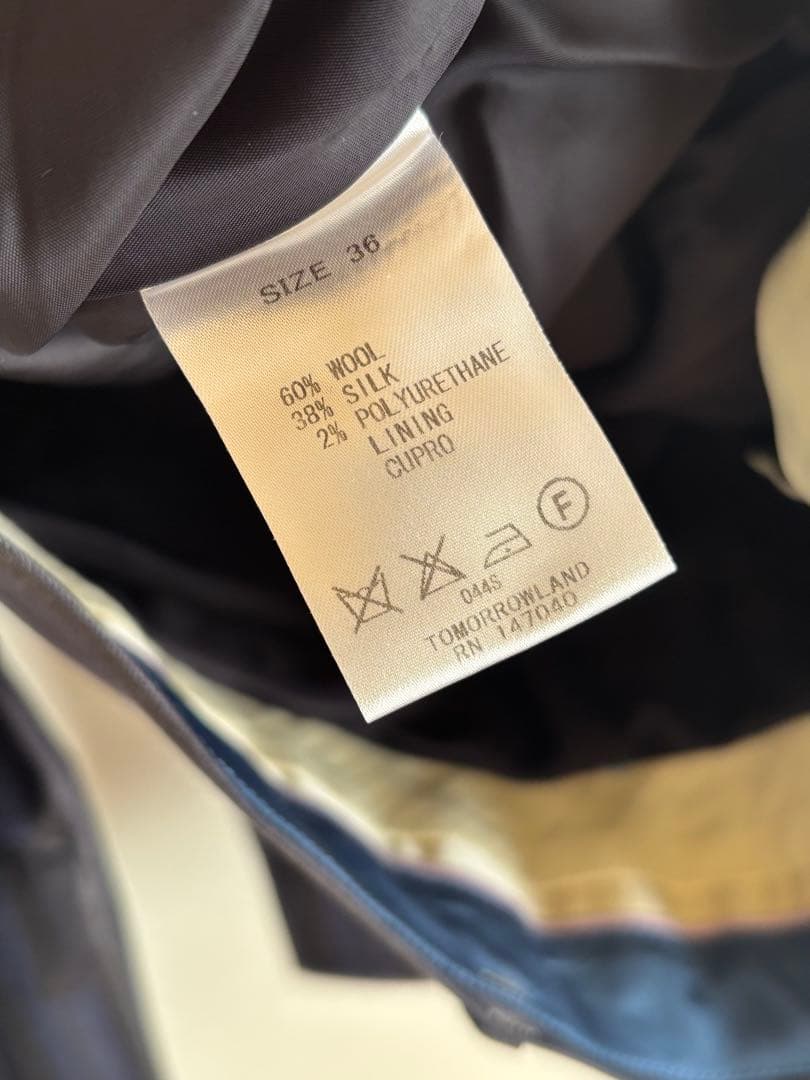 SIZE 36
60% WOOL
38% SILK
2% POLYURETHANE
LINING
CUPRO
F
044S
TOMORROWLAND
RN 147040